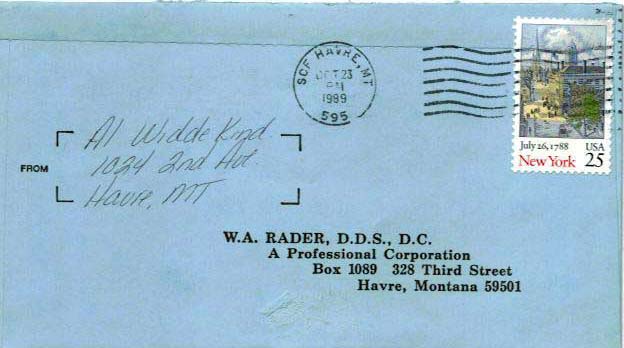 SCF HAVRE, MT
OCT 23
PM
1989
595
July 26, 1788 USA
New York 25
FROM
Al Widdekind
1024 2nd Ave.
Havre, MT
W.A. RADER, D.D.S., D.C.
A Professional Corporation
Box 1089 328 Third Street
Havre, Montana 59501